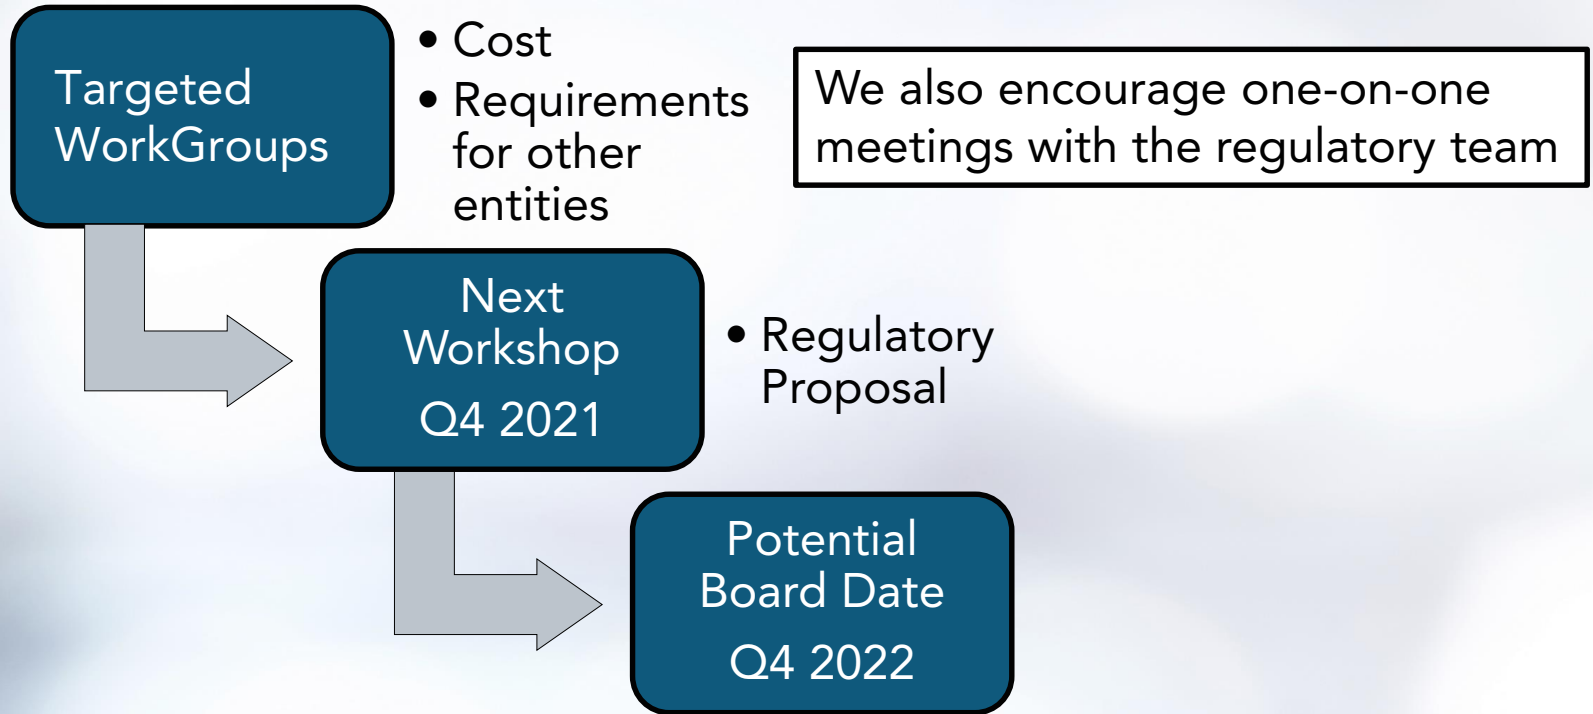 Targeted
WorkGroups
• Cost
• Requirements
for other
entities
We also encourage one-on-one
meetings with the regulatory team
Next
Workshop
Q4 2021
• Regulatory
Proposal
Potential
Board Date
Q4 2022